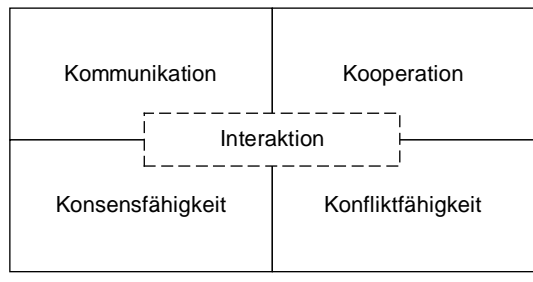 Kommunikation
Kooperation
Interaktion
Konsensfähigkeit
Konfliktfähigkeit